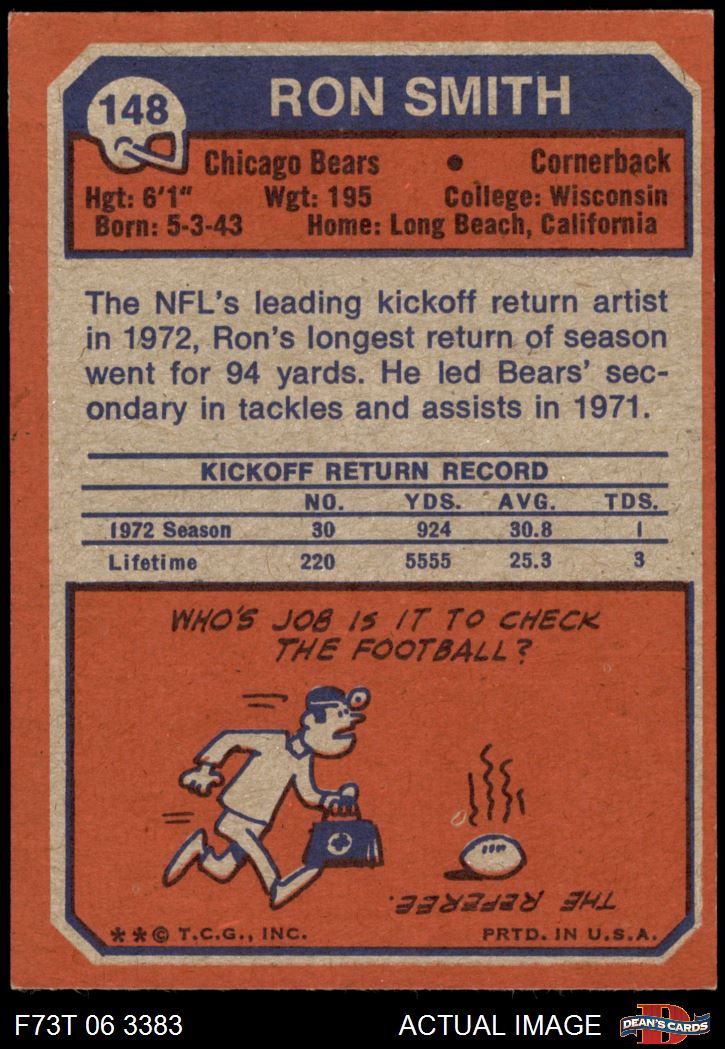 148
RON SMITH
Chicago Bears • Cornerback
Hgt: 6'1" Wgt: 195 College: Wisconsin
Born: 5-3-43 Home: Long Beach, California
The NFL's leading kickoff return artist
in 1972, Ron's longest return of season
went for 94 yards. He led Bears' sec-
ondary in tackles and assists in 1971.
KICKOFF RETURN RECORD
NO. YDS. AVG. TDS.
1972 Season 30 924 30.8 1
Lifetime 220 5555 25.3 3
WHO'S JOB IS IT TO CHECK
THE FOOTBALL?
THE REFEREE.
**© T.C.G., INC. PRTD. IN U.S.A.
F73T 06 3383 ACTUAL IMAGE
D
DEAN'S CARDS